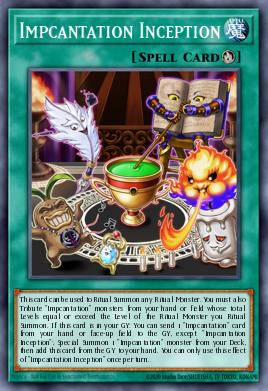 Impcantation Inception
魔
[Spell Card]
This card can be used to Ritual Summon any Ritual Monster. You must also
Tribute "Impcantation" monsters from your hand or field whose total
Levels equal or exceed the Level of the Ritual Monster you Ritual
Summon. If this card is in your GY: You can send 1 "Impcantation" card
from your hand or face-up field to the GY, except "Impcantation
Inception"; Special Summon 1 "Impcantation" monster from your Deck,
then add this card from the GY to your hand. You can only use this effect
of "Impcantation Inception" once per turn.